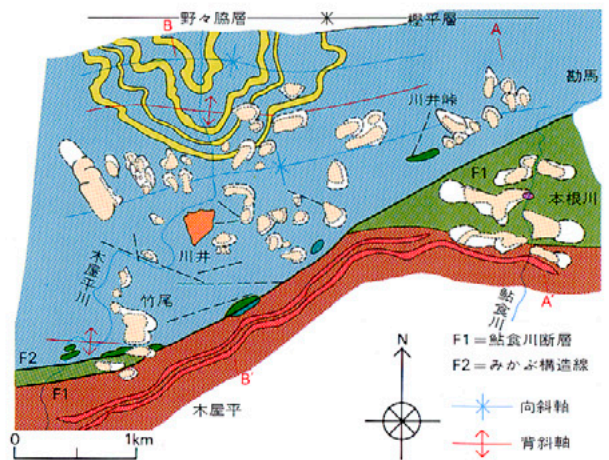 野々脇層 樫平層
B
A
勘馬
川井峠
F1
本根川
川井
木屋平川
竹尾
A'
鮎食川
N
F1=鮎食川断層
F2
F2=みかぶ構造線
F1
B'
木屋平
向斜軸
0 1km
背斜軸